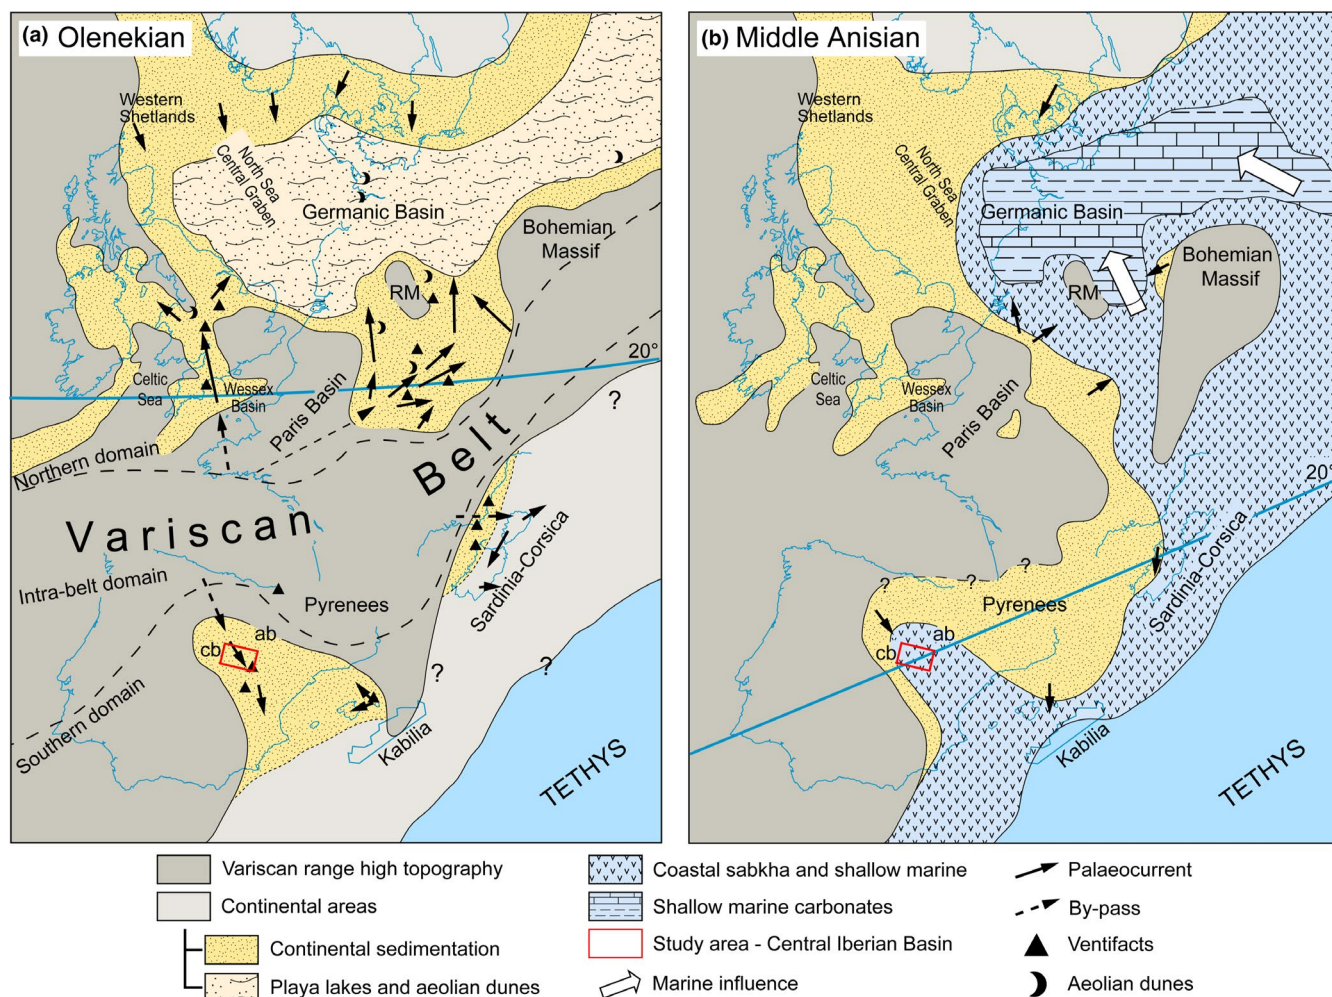 (a) Olenekian
Western
Shetlands
North Sea
Central Graben
Germanic Basin
Bohemian
Massif
RM
20°
Celtic
Sea
Wessex
Basin
Paris Basin
?
Northern domain
Belt
Variscan
Intra-belt domain
Pyrenees
Sardinia-Corsica
ab
cb
?
?
Southern domain
Kabilia
TETHYS
(b) Middle Anisian
Western
Shetlands
North Sea
Central Graben
Germanic Basin
Bohemian
Massif
RM
Celtic
Sea
Wessex
Basin
Paris Basin
20°
Sardinia-Corsica
?
?
?
Pyrenees
ab
cb
Kabilia
TETHYS
Variscan range high topography
Continental areas
Continental sedimentation
Playa lakes and aeolian dunes
Coastal sabkha and shallow marine
Shallow marine carbonates
Study area - Central Iberian Basin
Marine influence
Palaeocurrent
By-pass
Ventifacts
Aeolian dunes